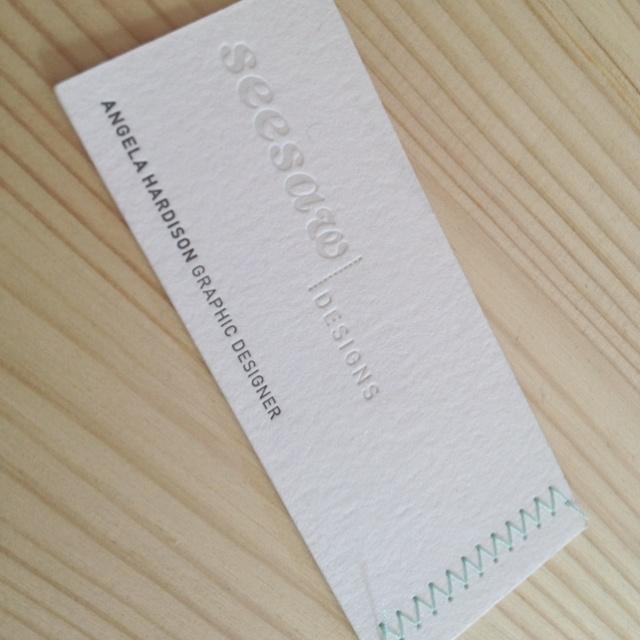 seesaw | DESIGNS
ANGELA HARDISON GRAPHIC DESIGNER